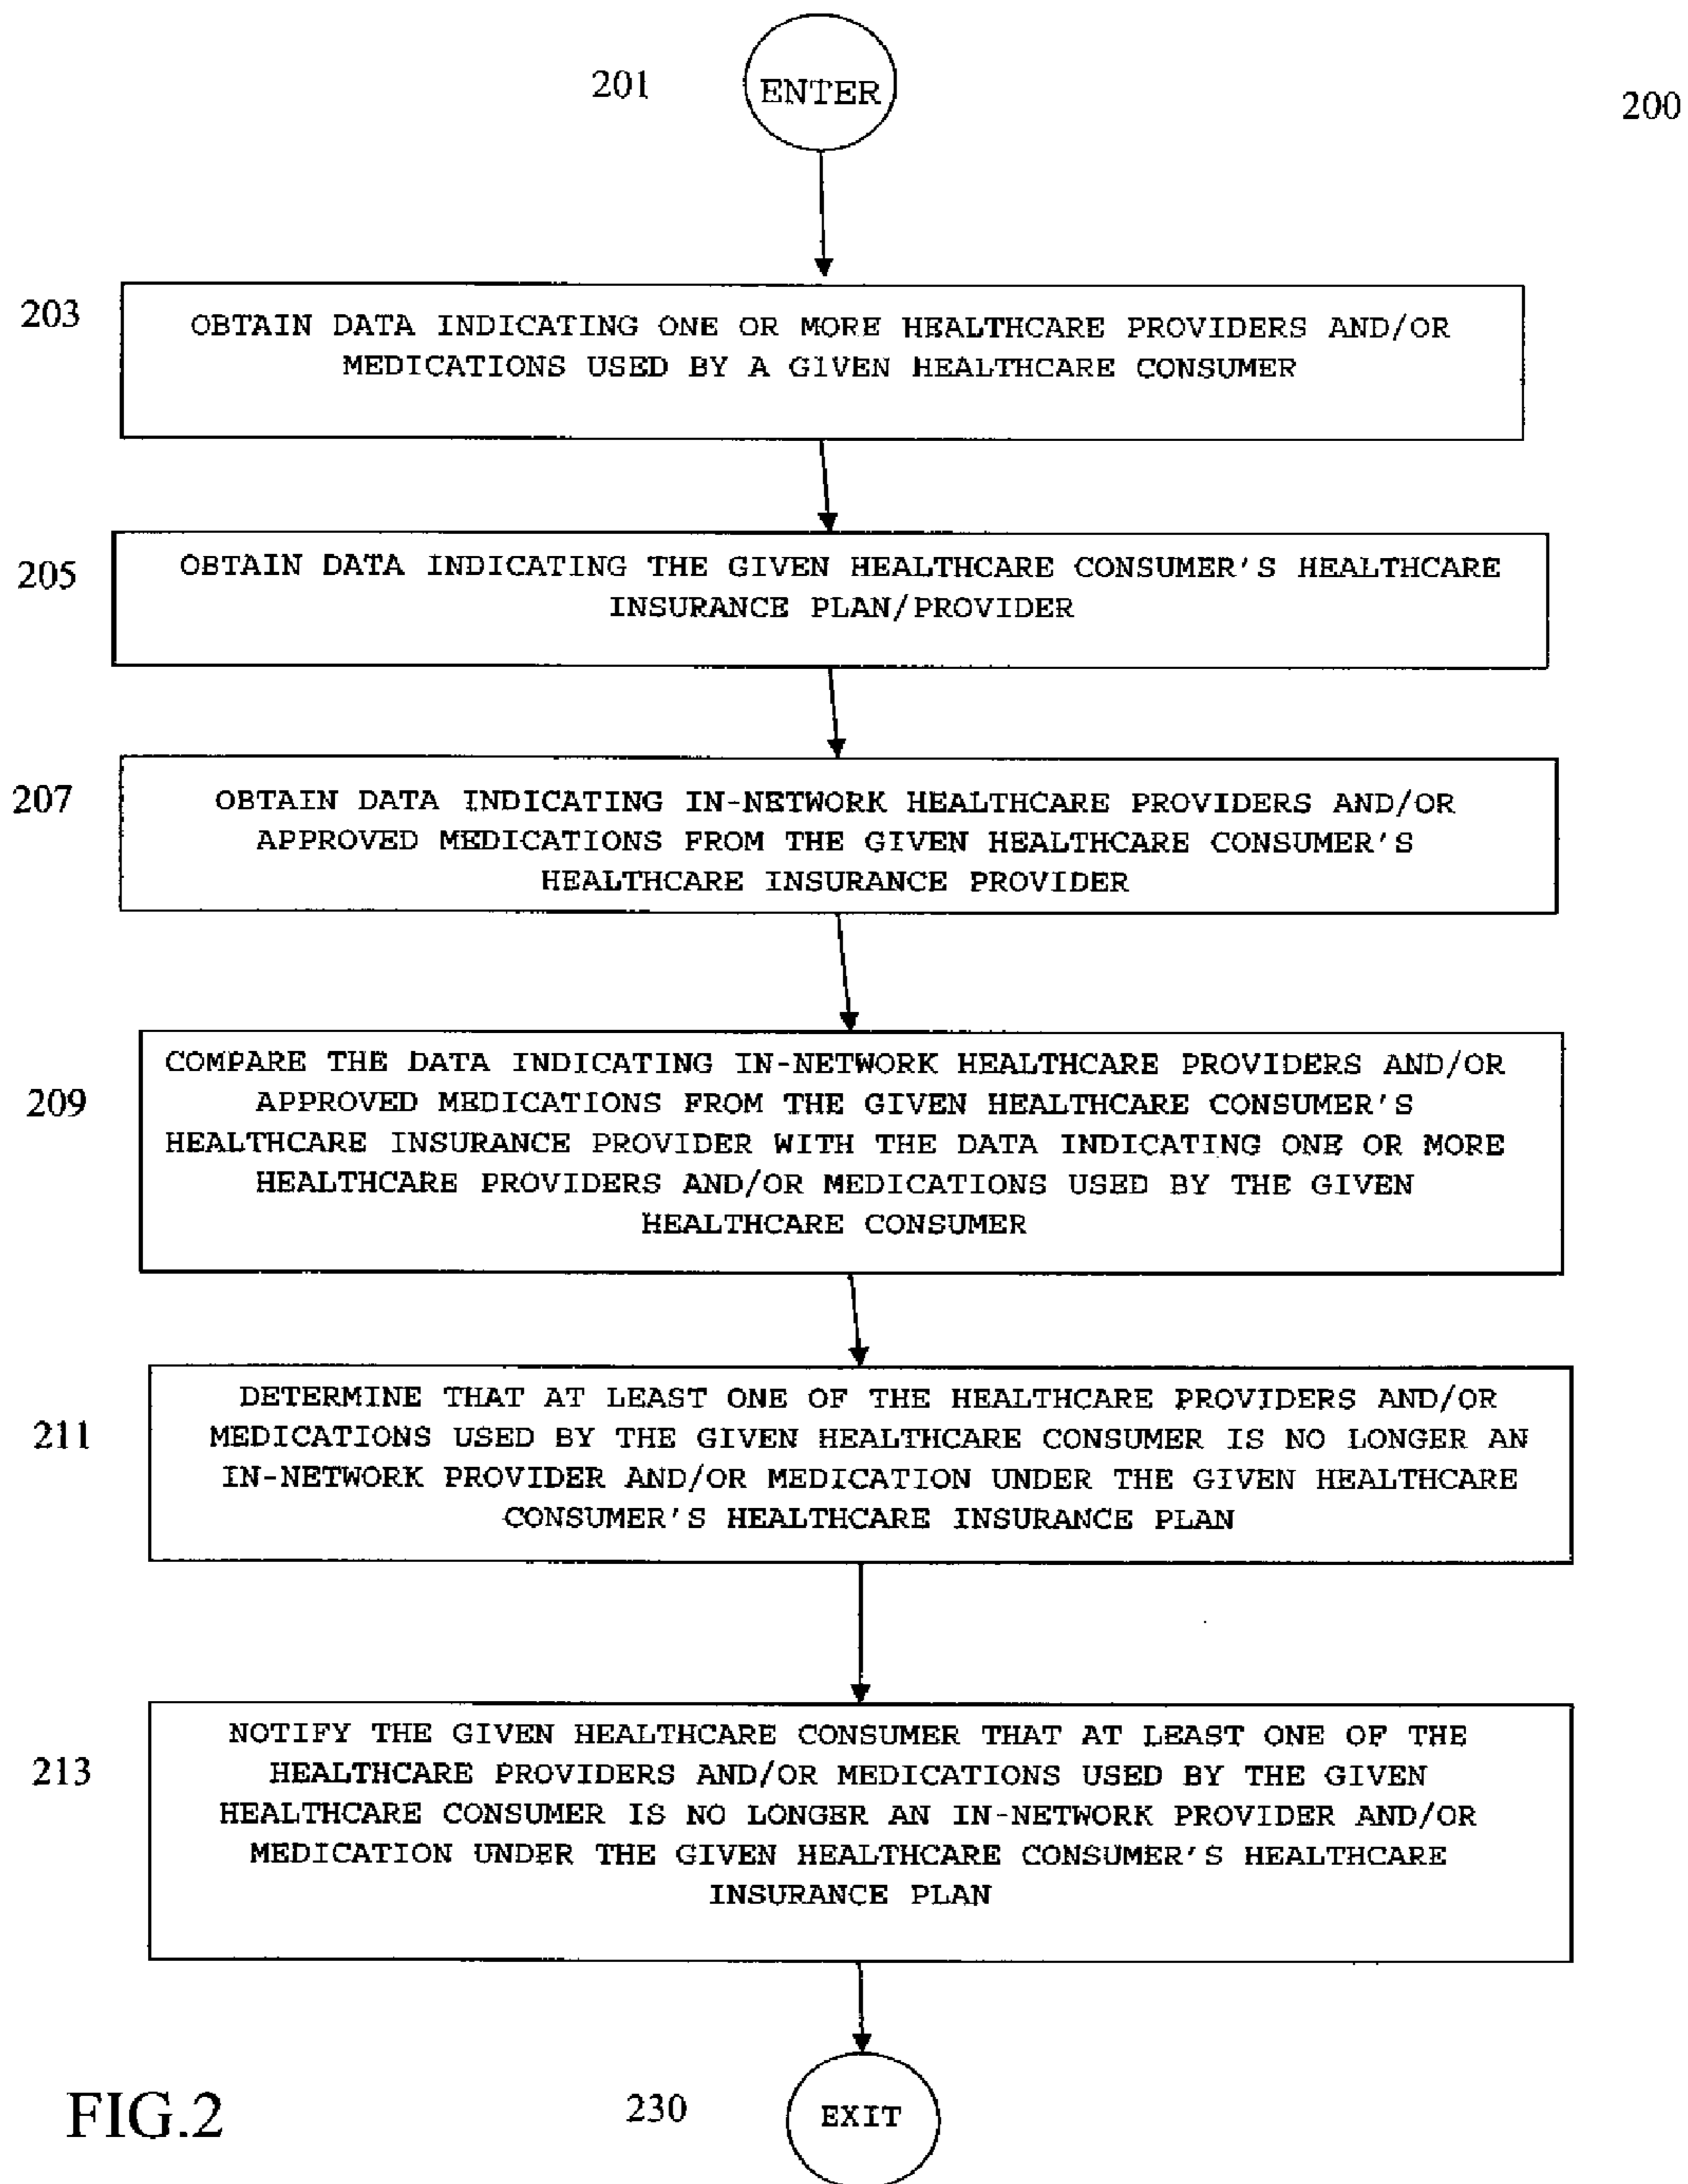 201
ENTER
200
203
OBTAIN DATA INDICATING ONE OR MORE HEALTHCARE PROVIDERS AND/OR
MEDICATIONS USED BY A GIVEN HEALTHCARE CONSUMER
205
OBTAIN DATA INDICATING THE GIVEN HEALTHCARE CONSUMER'S HEALTHCARE
INSURANCE PLAN/PROVIDER
207
OBTAIN DATA INDICATING IN-NETWORK HEALTHCARE PROVIDERS AND/OR
APPROVED MEDICATIONS FROM THE GIVEN HEALTHCARE CONSUMER'S
HEALTHCARE INSURANCE PROVIDER
209
COMPARE THE DATA INDICATING IN-NETWORK HEALTHCARE PROVIDERS AND/OR
APPROVED MEDICATIONS FROM THE GIVEN HEALTHCARE CONSUMER'S
HEALTHCARE INSURANCE PROVIDER WITH THE DATA INDICATING ONE OR MORE
HEALTHCARE PROVIDERS AND/OR MEDICATIONS USED BY THE GIVEN
HEALTHCARE CONSUMER
211
DETERMINE THAT AT LEAST ONE OF THE HEALTHCARE PROVIDERS AND/OR
MEDICATIONS USED BY THE GIVEN HEALTHCARE CONSUMER IS NO LONGER AN
IN-NETWORK PROVIDER AND/OR MEDICATION UNDER THE GIVEN HEALTHCARE
CONSUMER'S HEALTHCARE INSURANCE PLAN
213
NOTIFY THE GIVEN HEALTHCARE CONSUMER THAT AT LEAST ONE OF THE
HEALTHCARE PROVIDERS AND/OR MEDICATIONS USED BY THE GIVEN
HEALTHCARE CONSUMER IS NO LONGER AN IN-NETWORK PROVIDER AND/OR
MEDICATION UNDER THE GIVEN HEALTHCARE CONSUMER'S HEALTHCARE
INSURANCE PLAN
FIG.2
230
EXIT